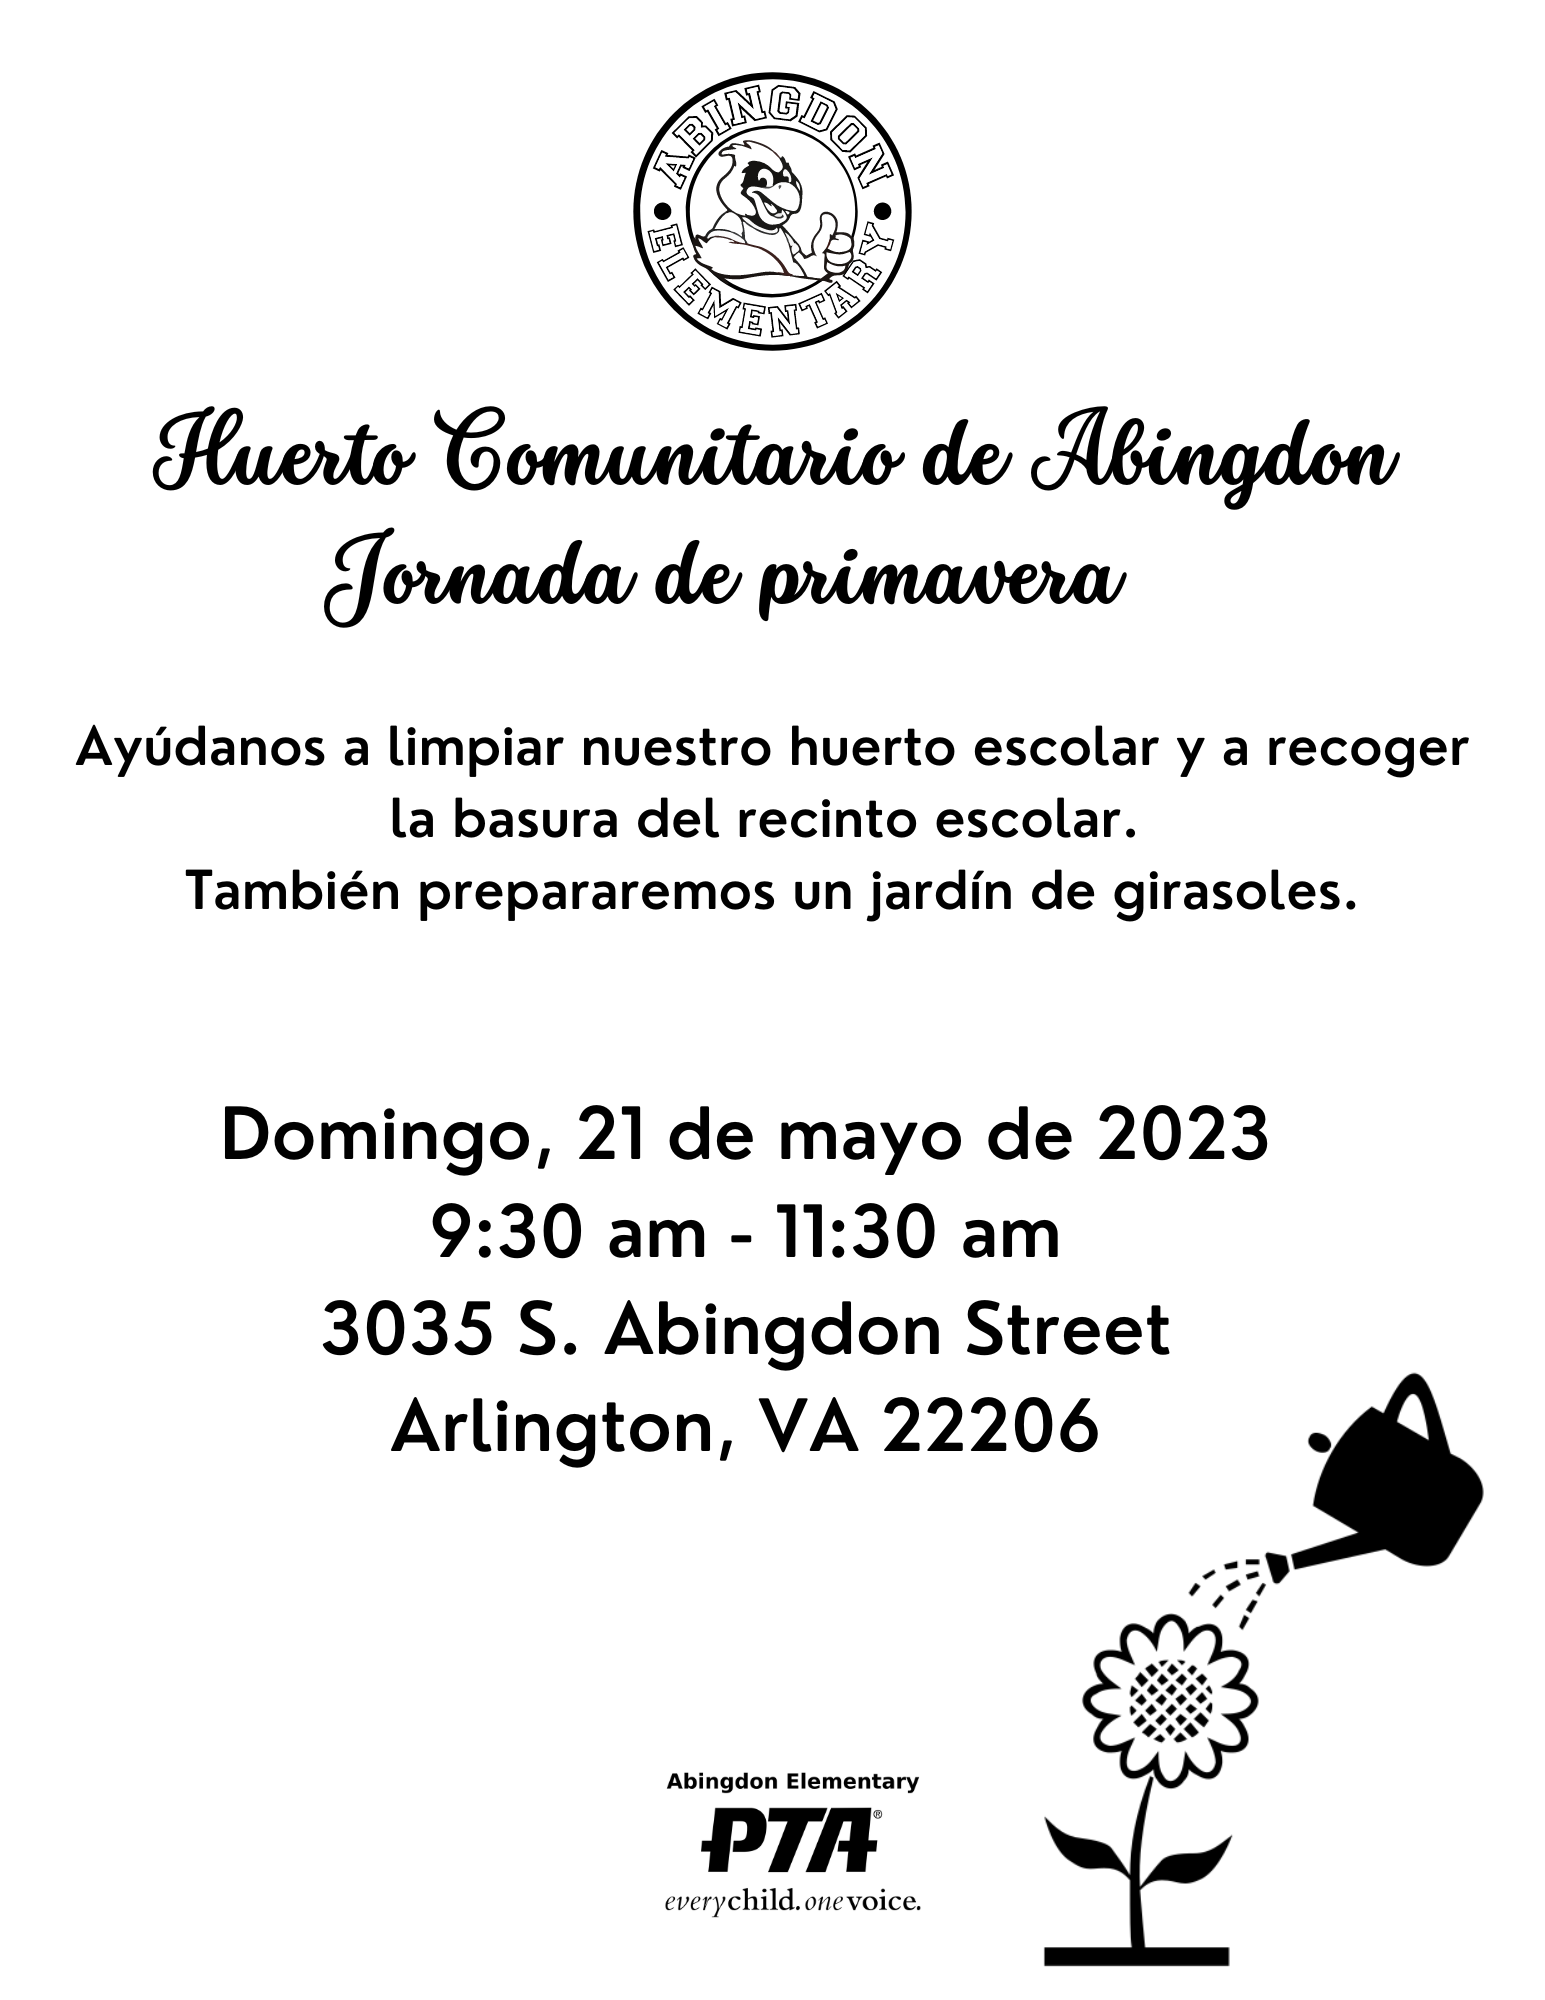 ABINGDON
ELEMENTARY
Huerto Comunitario de Abingdon
Jornada de primavera
Ayúdanos a limpiar nuestro huerto escolar y a recoger
la basura del recinto escolar.
También prepararemos un jardín de girasoles.
Domingo, 21 de mayo de 2023
9:30 am - 11:30 am
3035 S. Abingdon Street
Arlington, VA 22206
Abingdon Elementary
PTA®
everychild.onevoice.